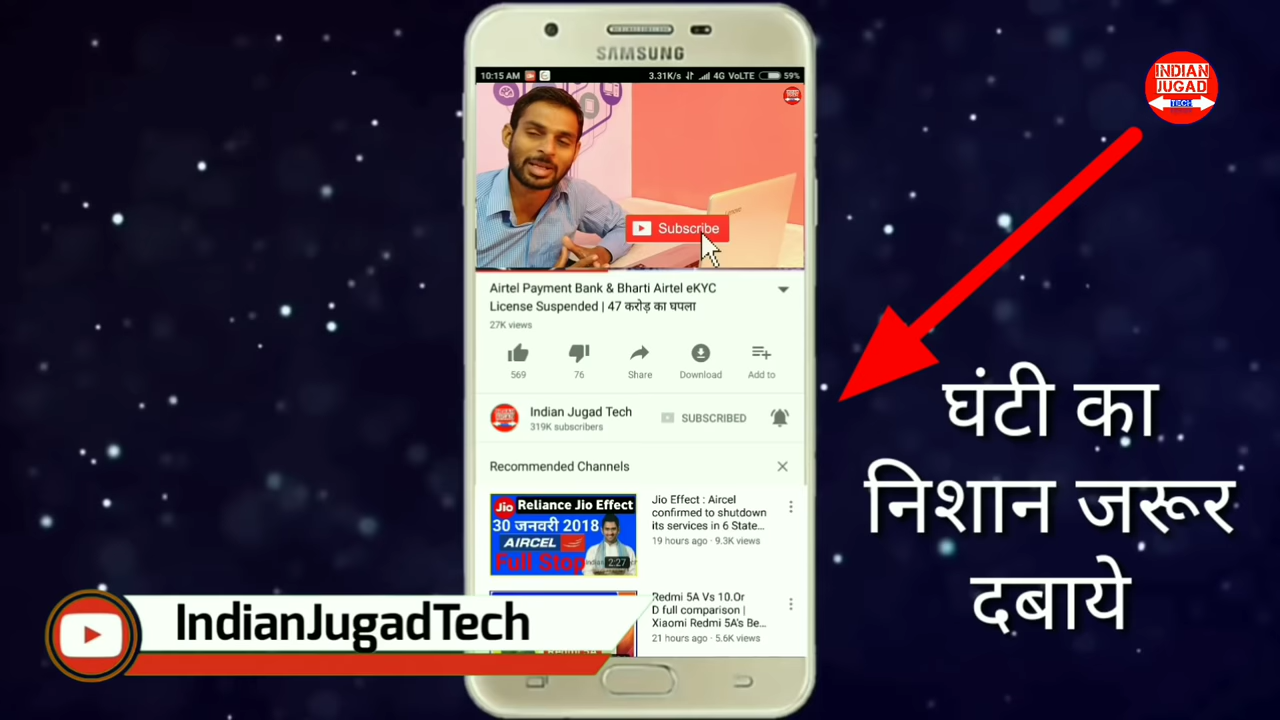 SAMSUNG
10:15 AM
3.31K/s
4G VoLTE
59%
INDIAN
JUGAD
TECH
Subscribe
Airtel Payment Bank & Bharti Airtel eKYC
License Suspended | 47 करोड़ का घपला
27K views
569
76
Share
Download
Add to
Indian Jugad Tech
319K subscribers
SUBSCRIBED
Recommended Channels
Jio
Reliance Jio Effect
30 जनवरी 2018
AIRCEL
Full Stop
2:27
Jio Effect : Aircel
confirmed to shutdown
its services in 6 State...
19 hours ago · 9.3K views
Redmi 5A Vs 10.Or
D full comparison |
Xiaomi Redmi 5A's Be...
21 hours ago · 5.6K views
घंटी का
निशान जरूर
दबाये
IndianJugadTech